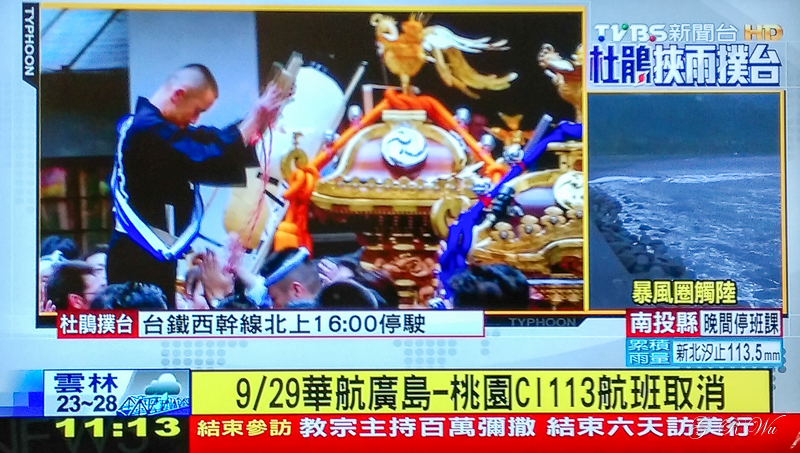 TYPHOON
TVBS新聞台 HD
杜鵑挾雨撲台
暴風圈觸陸
杜鵑撲台 台鐵西幹線北上16:00停駛
TYPHOON
南投縣 晚間停班課
累積雨量 新北汐止113.5mm
雲林
23~28
9/29華航廣島-桃園CI113航班取消
11:13 結束參訪 教宗主持百萬彌撒 結束六天訪美行
Wu